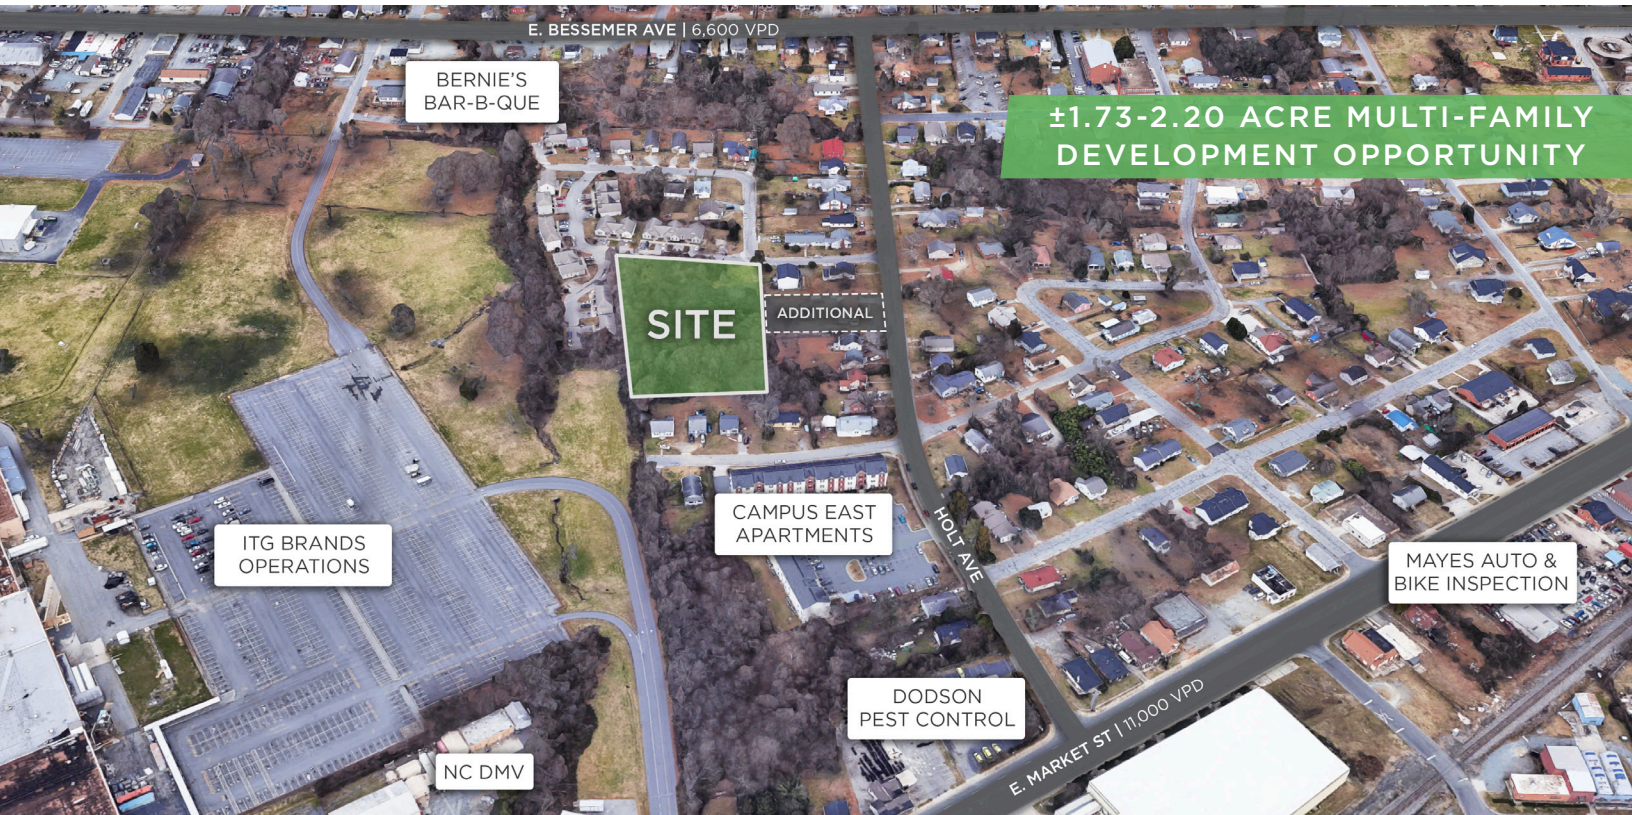 E. BESSEMER AVE | 6,600 VPD
BERNIE'S
BAR-B-QUE
±1.73-2.20 ACRE MULTI-FAMILY
DEVELOPMENT OPPORTUNITY
SITE
ADDITIONAL
CAMPUS EAST
APARTMENTS
HOLT AVE
ITG BRANDS
OPERATIONS
MAYES AUTO &
BIKE INSPECTION
DODSON
PEST CONTROL
E. MARKET ST | 11,000 VPD
NC DMV